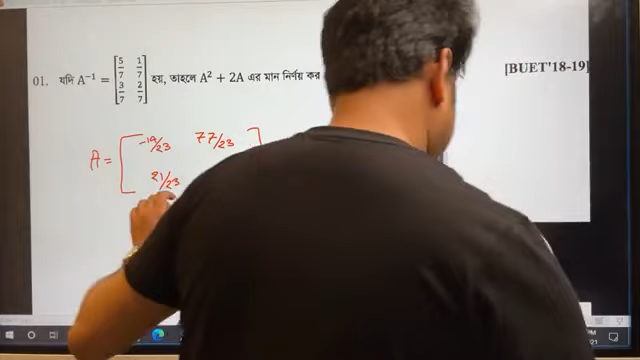 01. যদি A⁻¹ = [5/7 1/7 3/7 2/7] হয়, তাহলে A² + 2A এর মান নির্ণয় কর
[BUET'18-19]
A = [-19/23 77/23
21/23